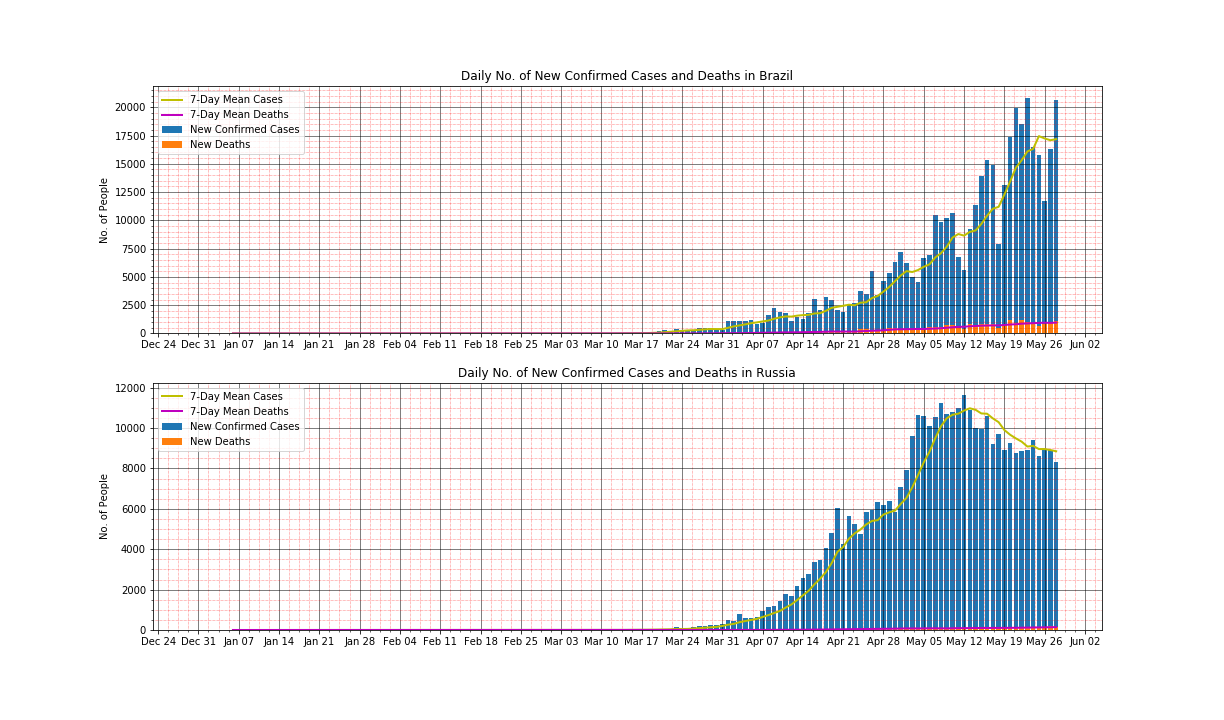 Daily No. of New Confirmed Cases and Deaths in Brazil
7-Day Mean Cases
7-Day Mean Deaths
New Confirmed Cases
New Deaths
No. of People
20000
17500
15000
12500
10000
7500
5000
2500
0
Dec 24 Dec 31 Jan 07 Jan 14 Jan 21 Jan 28 Feb 04 Feb 11 Feb 18 Feb 25 Mar 03 Mar 10 Mar 17 Mar 24 Mar 31 Apr 07 Apr 14 Apr 21 Apr 28 May 05 May 12 May 19 May 26 Jun 02
Daily No. of New Confirmed Cases and Deaths in Russia
7-Day Mean Cases
7-Day Mean Deaths
New Confirmed Cases
New Deaths
No. of People
12000
10000
8000
6000
4000
2000
0
Dec 24 Dec 31 Jan 07 Jan 14 Jan 21 Jan 28 Feb 04 Feb 11 Feb 18 Feb 25 Mar 03 Mar 10 Mar 17 Mar 24 Mar 31 Apr 07 Apr 14 Apr 21 Apr 28 May 05 May 12 May 19 May 26 Jun 02